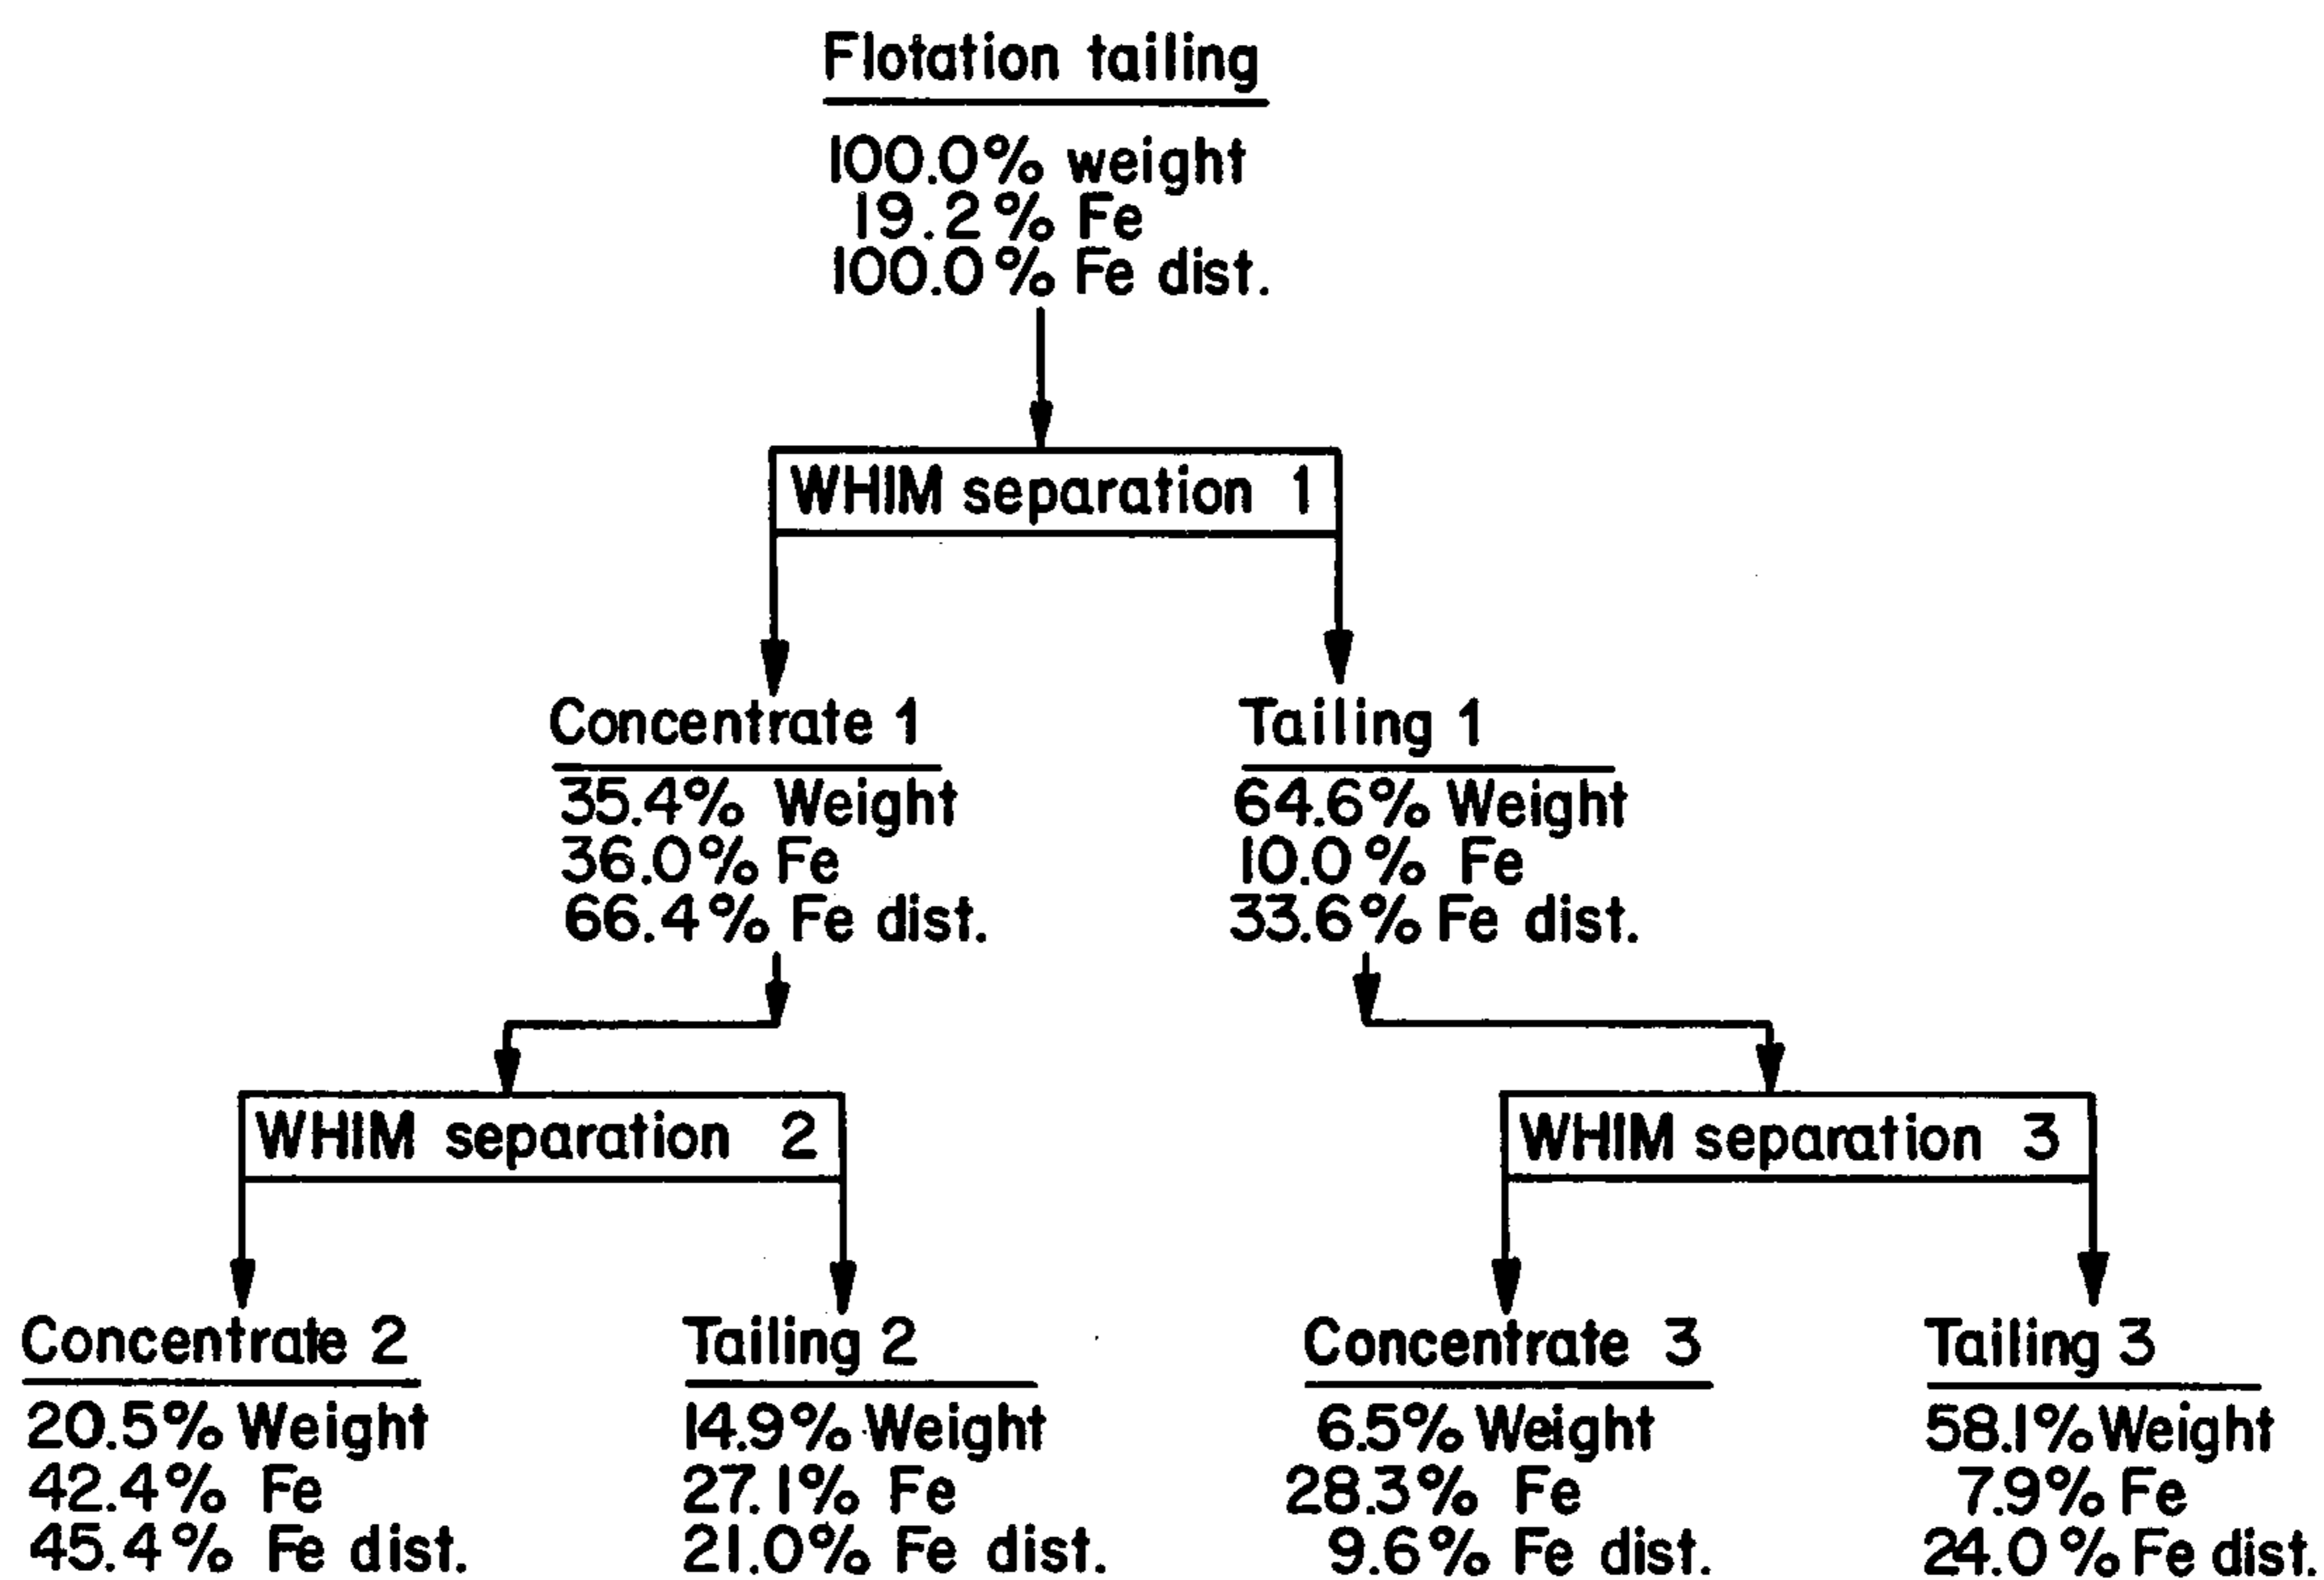 Flotation tailing
100.0% weight
19.2% Fe
100.0% Fe dist.
WHIM separation 1
Concentrate 1
35.4% Weight
36.0% Fe
66.4% Fe dist.
Tailing 1
64.6% Weight
10.0% Fe
33.6% Fe dist.
WHIM separation 2
WHIM separation 3
Concentrate 2
20.5% Weight
42.4% Fe
45.4% Fe dist.
Tailing 2
14.9% Weight
27.1% Fe
21.0% Fe dist.
Concentrate 3
6.5% Weight
28.3% Fe
9.6% Fe dist.
Tailing 3
58.1% Weight
7.9% Fe
24.0% Fe dist.